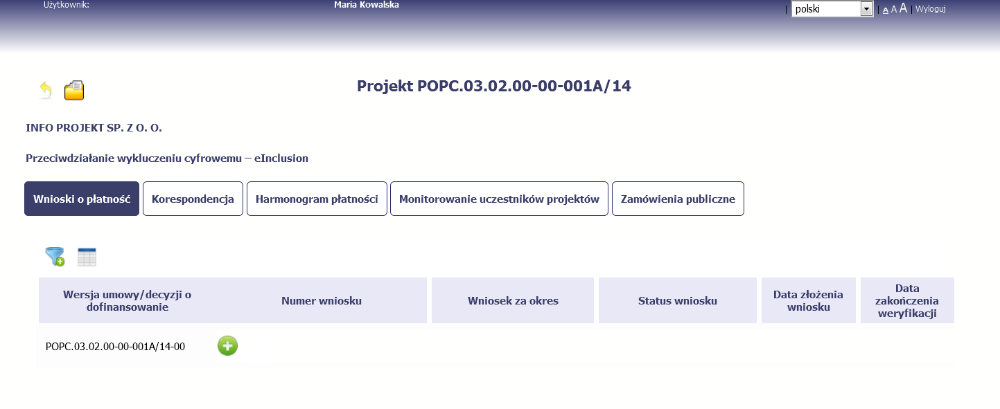 Użytkownik: Maria Kowalska | polski | A A A | Wyloguj
Projekt POPC.03.02.00-00-001A/14
INFO PROJEKT SP. Z O. O.
Przeciwdziałanie wykluczeniu cyfrowemu – eInclusion
Wnioski o płatność Korespondencja Harmonogram płatności Monitorowanie uczestników projektów Zamówienia publiczne
Wersja umowy/decyzji o
dofinansowanie
Numer wniosku
Wniosek za okres
Status wniosku
Data złożenia
wniosku
Data
zakończenia
weryfikacji
POPC.03.02.00-00-001A/14-00